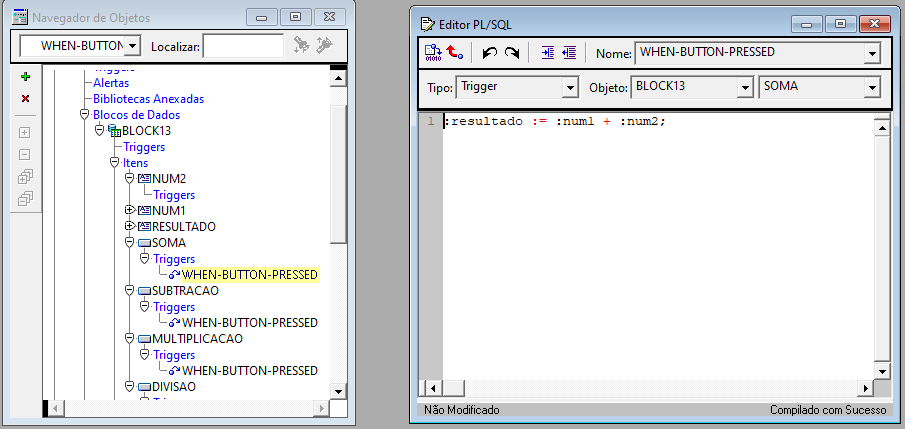 Navegador de Objetos
WHEN-BUTTON
Localizar:
Alertas
Bibliotecas Anexadas
Blocos de Dados
BLOCK13
Triggers
Itens
NUM2
Triggers
NUM1
RESULTADO
SOMA
Triggers
WHEN-BUTTON-PRESSED
SUBTRACAO
Triggers
WHEN-BUTTON-PRESSED
MULTIPLICACAO
Triggers
WHEN-BUTTON-PRESSED
DIVISAO
Editor PL/SQL
Nome: WHEN-BUTTON-PRESSED
Tipo: Trigger Objeto: BLOCK13 SOMA
1 :resultado := :num1 + :num2;
Não Modificado Compilado com Sucesso